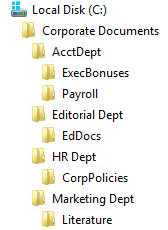 Local Disk (C:)
Corporate Documents
AcctDept
ExecBonuses
Payroll
Editorial Dept
EdDocs
HR Dept
CorpPolicies
Marketing Dept
Literature